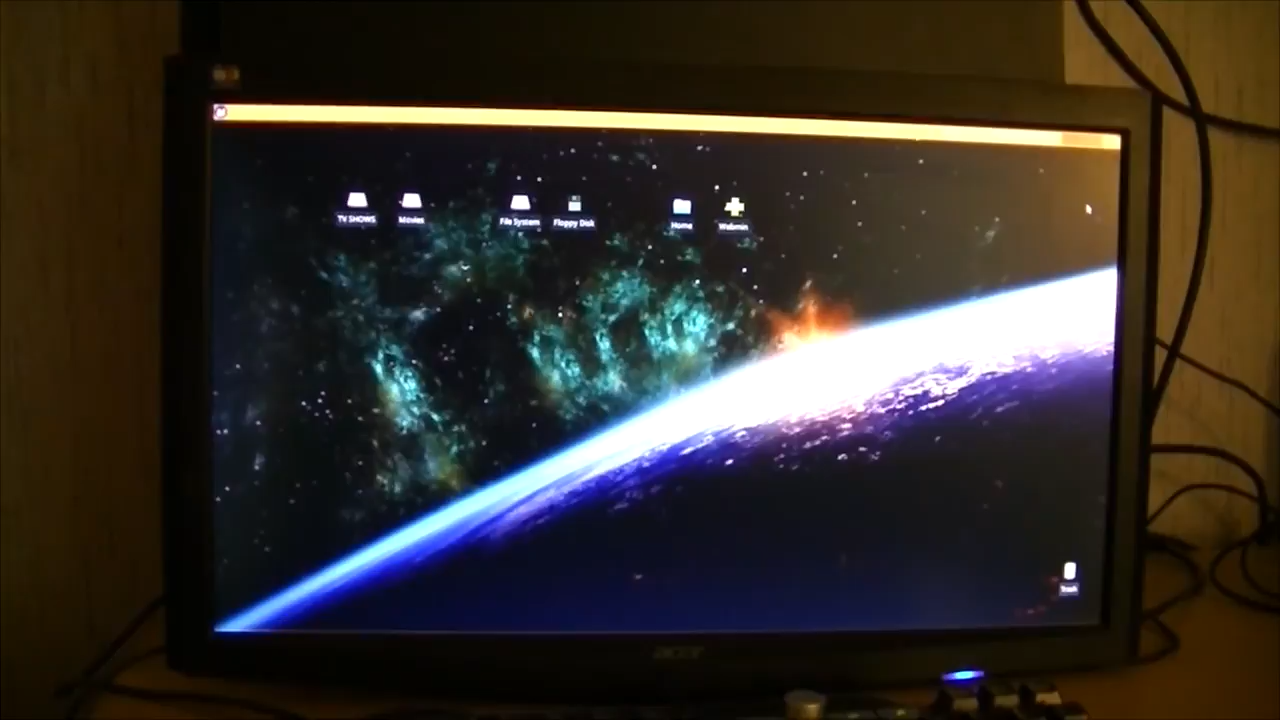 TV SHOWS
Movies
File System
Floppy Disk
Home
Webmin
Trash
acer